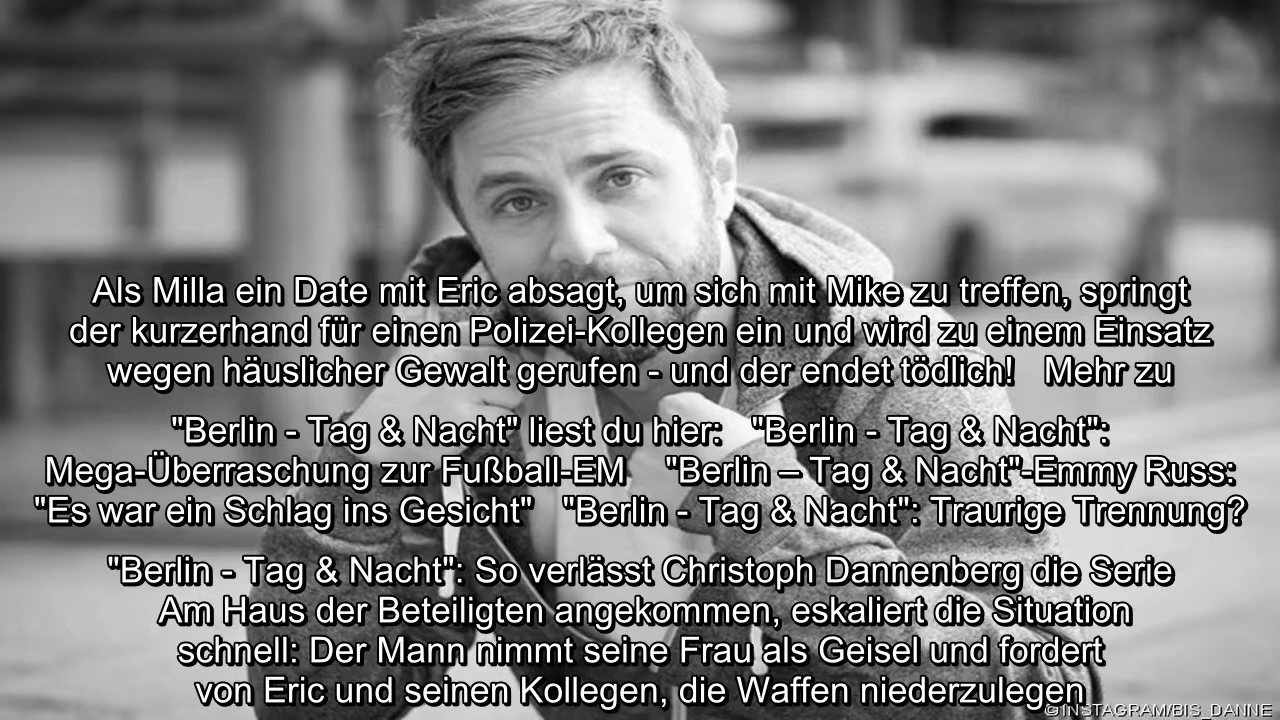 Als Milla ein Date mit Eric absagt, um sich mit Mike zu treffen, springt
der kurzerhand für einen Polizei-Kollegen ein und wird zu einem Einsatz
wegen häuslicher Gewalt gerufen - und der endet tödlich!   Mehr zu
"Berlin - Tag & Nacht" liest du hier:   "Berlin - Tag & Nacht":
Mega-Überraschung zur Fußball-EM    "Berlin – Tag & Nacht"-Emmy Russ:
"Es war ein Schlag ins Gesicht"   "Berlin - Tag & Nacht": Traurige Trennung?
"Berlin - Tag & Nacht": So verlässt Christoph Dannenberg die Serie
Am Haus der Beteiligten angekommen, eskaliert die Situation
schnell: Der Mann nimmt seine Frau als Geisel und fordert
von Eric und seinen Kollegen, die Waffen niederzulegen
©INSTAGRAM/BIS_DANNE